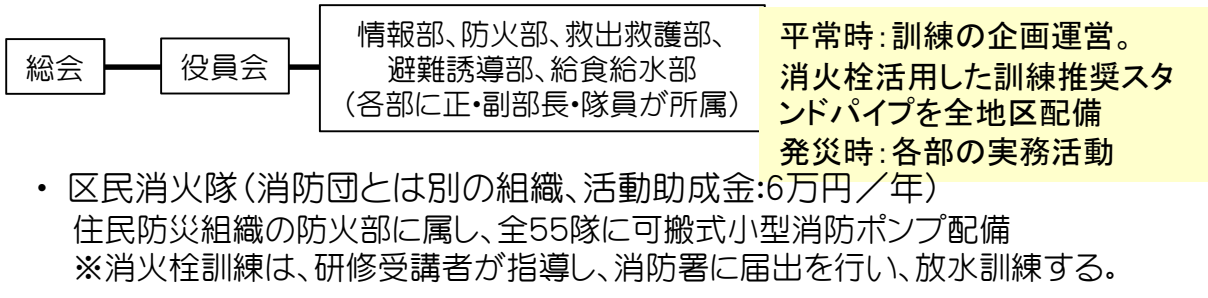 総会
役員会
情報部、防火部、救出救護部、
避難誘導部、給食給水部
(各部に正・副部長・隊員が所属)
平常時:訓練の企画運営。
消火栓活用した訓練推奨スタ
ンドパイプを全地区配備
発災時:各部の実務活動
・ 区民消火隊(消防団とは別の組織、活動助成金:6万円/年)
住民防災組織の防火部に属し、全55隊に可搬式小型消防ポンプ配備
※消火栓訓練は、研修受講者が指導し、消防署に届出を行い、放水訓練する。